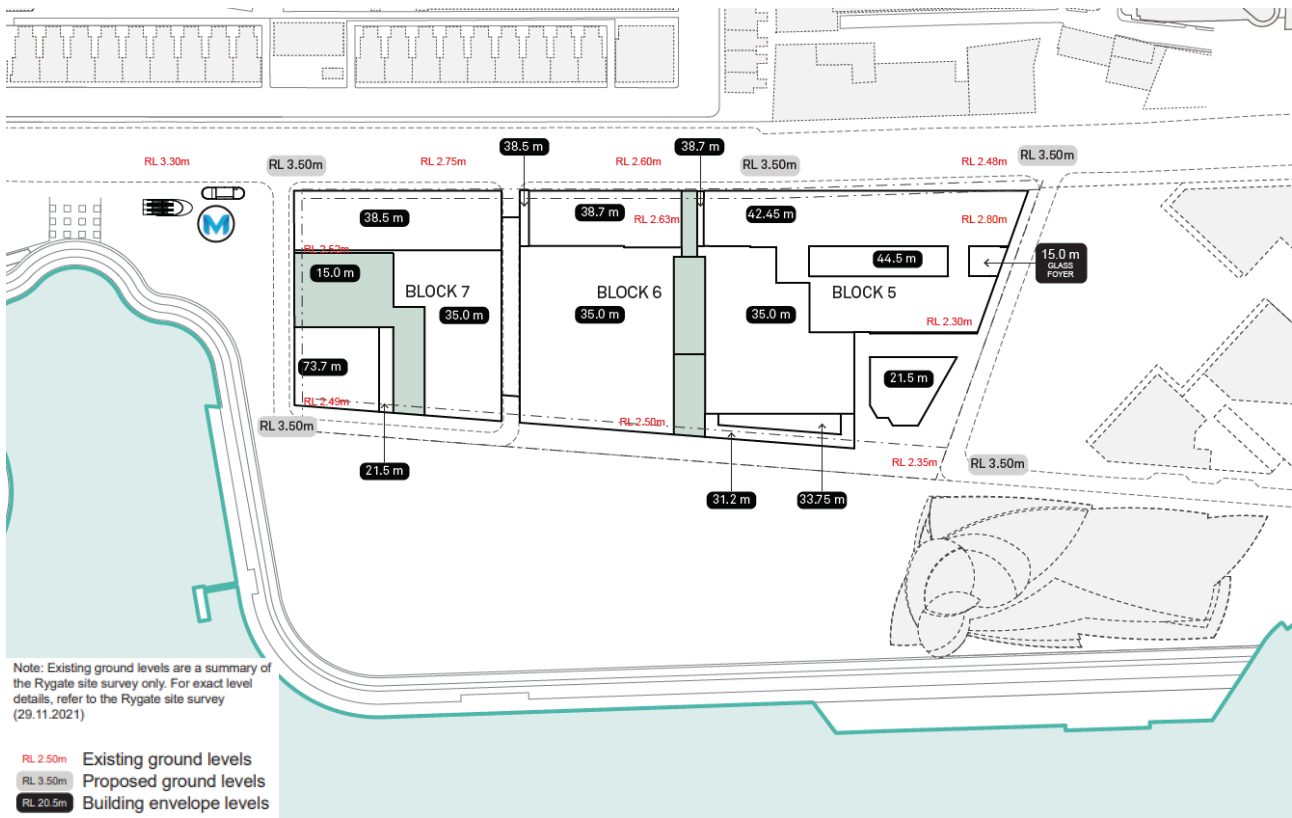 38.5 m
38.7 m
RL 3.30m
RL 3.50m
RL 2.75m
RL 2.60m
RL 3.50m
RL 2.48m
RL 3.50m
M
38.5 m
38.7 m
RL 2.63m
42.45 m
RL 2.80m
RL 2.52m
15.0 m
44.5 m
15.0 m
GLASS
FOYER
BLOCK 7
BLOCK 6
BLOCK 5
35.0 m
35.0 m
35.0 m
RL 2.30m
73.7 m
21.5 m
RL 2.49m
RL 3.50m
RL 2.50m
RL 2.35m
RL 3.50m
21.5 m
31.2 m
33.75 m
Note: Existing ground levels are a summary of
the Rygate site survey only. For exact level
details, refer to the Rygate site survey
(29.11.2021)
RL 2.50m Existing ground levels
RL 3.50m Proposed ground levels
RL 20.5m Building envelope levels